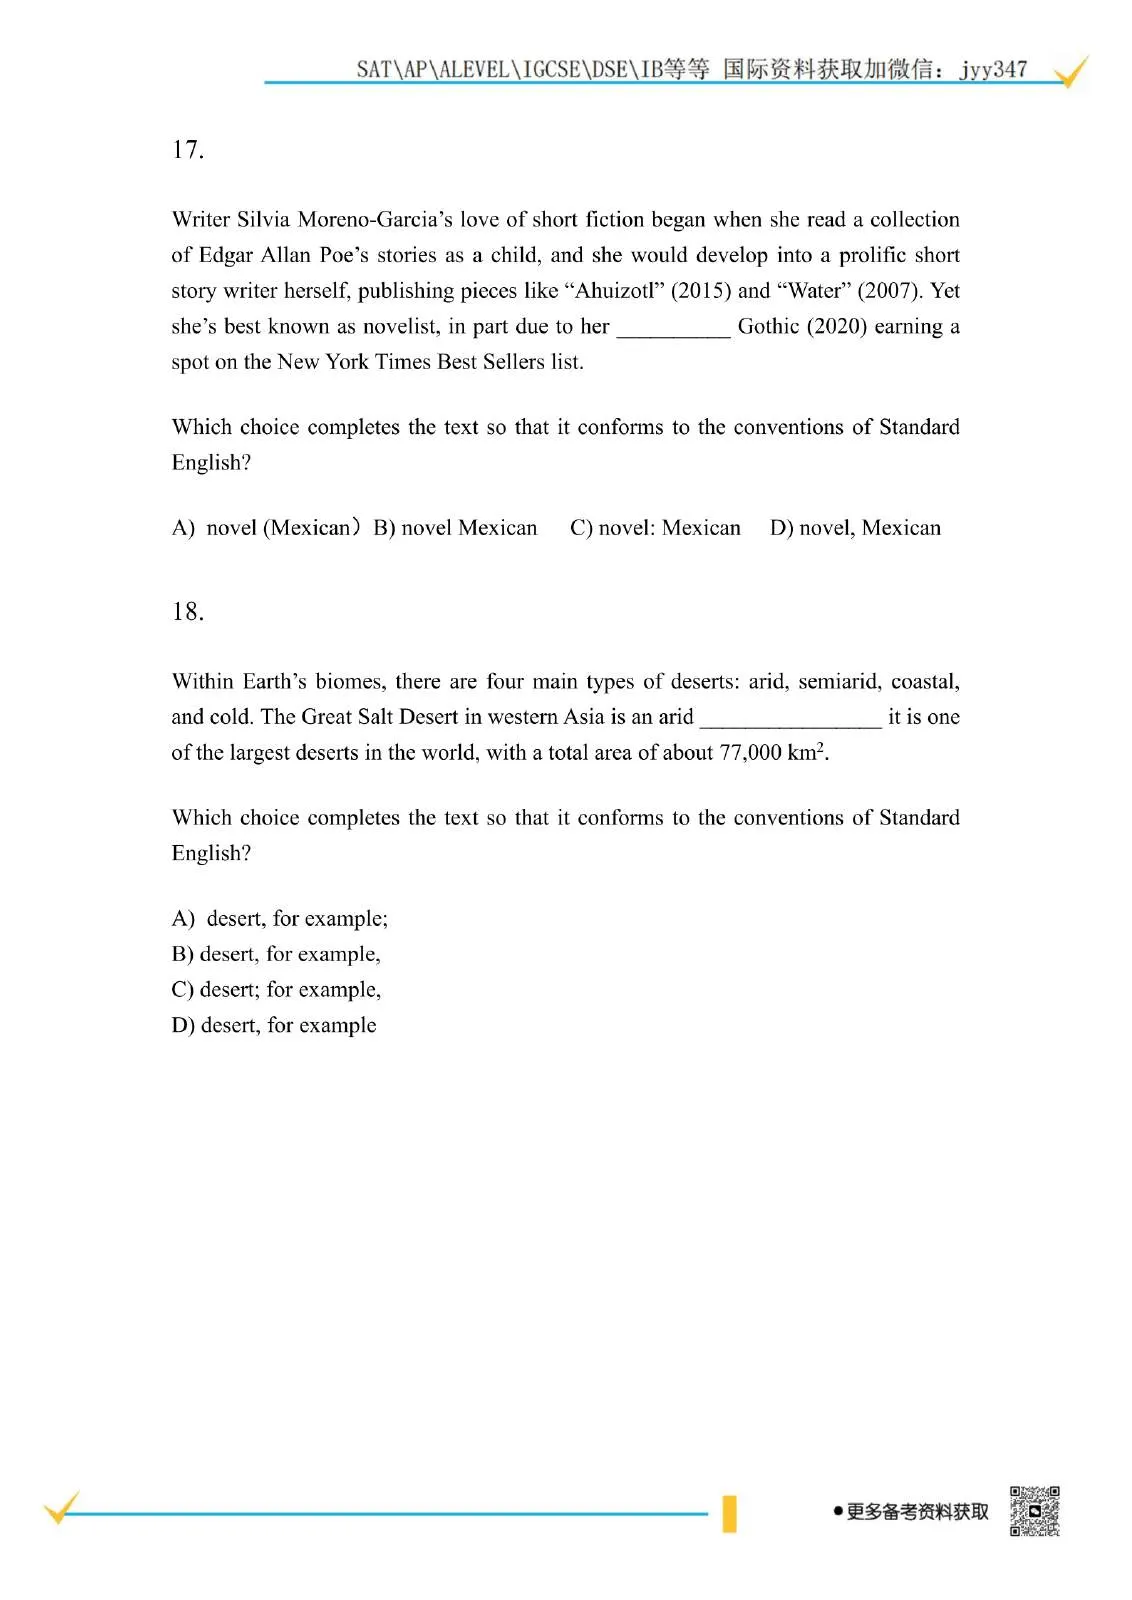 SAT\AP\ALEVEL\IGCSE\DSE\IB等等 国际资料获取加微信：jyy347
17.
Writer Silvia Moreno-Garcia’s love of short fiction began when she read a collection
of Edgar Allan Poe’s stories as a child, and she would develop into a prolific short
story writer herself, publishing pieces like “Ahuizotl” (2015) and “Water” (2007). Yet
she’s best known as novelist, in part due to her __________ Gothic (2020) earning a
spot on the New York Times Best Sellers list.
Which choice completes the text so that it conforms to the conventions of Standard
English?
A) novel (Mexican） B) novel Mexican C) novel: Mexican D) novel, Mexican
18.
Within Earth’s biomes, there are four main types of deserts: arid, semiarid, coastal,
and cold. The Great Salt Desert in western Asia is an arid ________________ it is one
of the largest deserts in the world, with a total area of about 77,000 km².
Which choice completes the text so that it conforms to the conventions of Standard
English?
A) desert, for example;
B) desert, for example,
C) desert; for example,
D) desert, for example
●更多备考资料获取